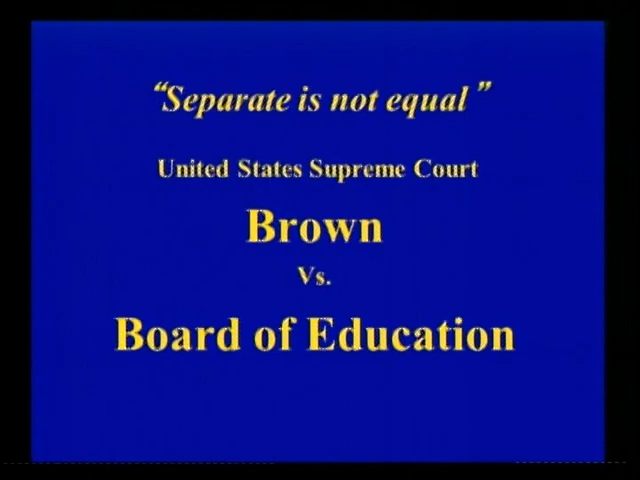 “Separate is not equal”
United States Supreme Court
Brown
Vs.
Board of Education